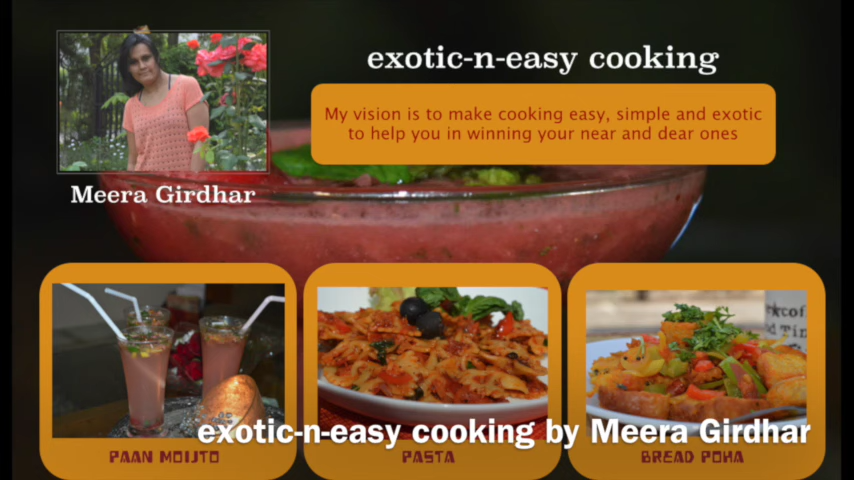 exotic-n-easy cooking
My vision is to make cooking easy, simple and exotic
to help you in winning your near and dear ones
Meera Girdhar
exotic-n-easy cooking by Meera Girdhar
PAAN MOIJTO
PASTA
BREAD POHA